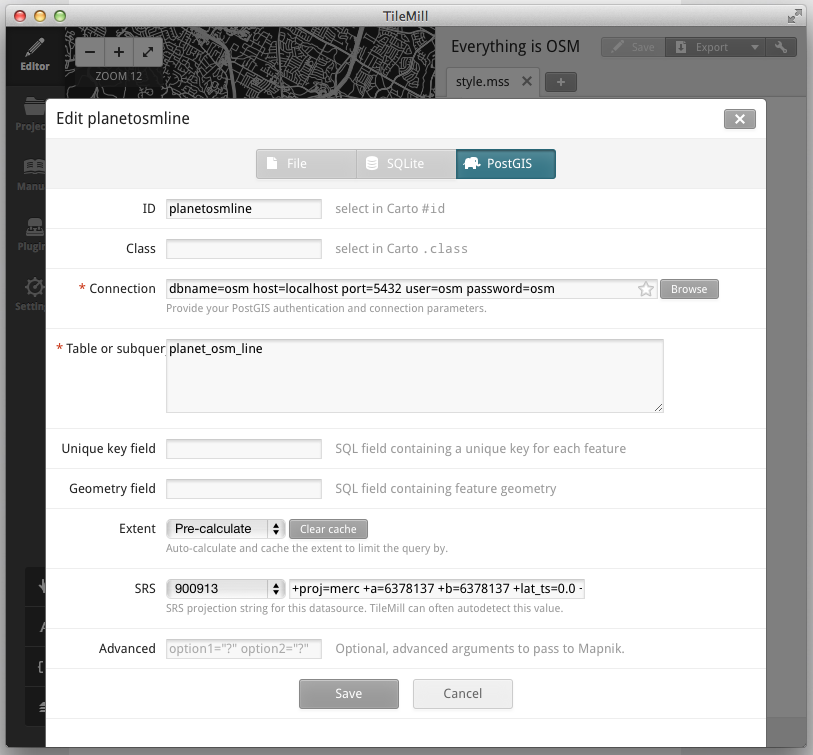 TileMill
Editor
ZOOM 12
Everything is OSM
Save
Export
style.mss
Edit planetosmline
File
SQLite
PostGIS
ID planetosmline select in Carto #id
Class select in Carto .class
* Connection dbname=osm host=localhost port=5432 user=osm password=osm Browse
Provide your PostGIS authentication and connection parameters.
* Table or subquer planet_osm_line
Unique key field SQL field containing a unique key for each feature
Geometry field SQL field containing feature geometry
Extent Pre-calculate Clear cache
Auto-calculate and cache the extent to limit the query by.
SRS 900913 +proj=merc +a=6378137 +b=6378137 +lat_ts=0.0
SRS projection string for this datasource. TileMill can often autodetect this value.
Advanced option1="?" option2="?" Optional, advanced arguments to pass to Mapnik.
Save Cancel